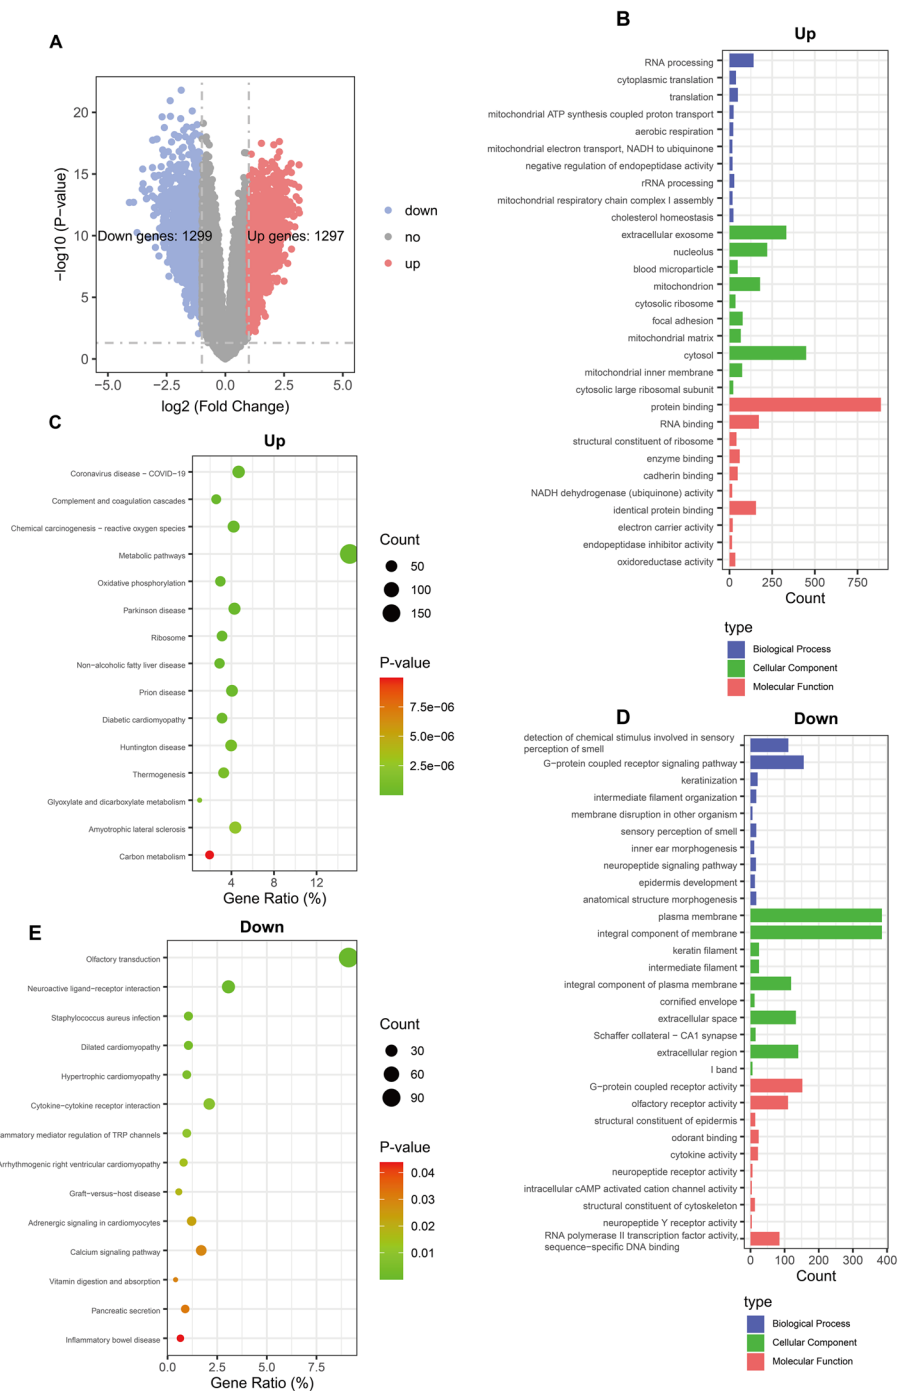 A
20
15
10
5
0
−log10 (P−value)
Down genes: 1299
Up genes: 1297
−5.0
−2.5
0.0
2.5
5.0
log2 (Fold Change)
down
no
up
B
Up
RNA processing
cytoplasmic translation
translation
mitochondrial ATP synthesis coupled proton transport
aerobic respiration
mitochondrial electron transport, NADH to ubiquinone
negative regulation of endopeptidase activity
rRNA processing
mitochondrial respiratory chain complex I assembly
cholesterol homeostasis
extracellular exosome
nucleolus
blood microparticle
mitochondrion
cytosolic ribosome
focal adhesion
mitochondrial matrix
cytosol
mitochondrial inner membrane
cytosolic large ribosomal subunit
protein binding
RNA binding
structural constituent of ribosome
enzyme binding
cadherin binding
NADH dehydrogenase (ubiquinone) activity
identical protein binding
electron carrier activity
endopeptidase inhibitor activity
oxidoreductase activity
0
250
500
750
Count
type
Biological Process
Cellular Component
Molecular Function
C
Up
Coronavirus disease − COVID−19
Complement and coagulation cascades
Chemical carcinogenesis − reactive oxygen species
Metabolic pathways
Oxidative phosphorylation
Parkinson disease
Ribosome
Non−alcoholic fatty liver disease
Prion disease
Diabetic cardiomyopathy
Huntington disease
Thermogenesis
Glyoxylate and dicarboxylate metabolism
Amyotrophic lateral sclerosis
Carbon metabolism
4
8
12
Gene Ratio (%)
Count
50
100
150
P−value
7.5e−06
5.0e−06
2.5e−06
D
Down
detection of chemical stimulus involved in sensory
perception of smell
G−protein coupled receptor signaling pathway
keratinization
intermediate filament organization
membrane disruption in other organism
sensory perception of smell
inner ear morphogenesis
neuropeptide signaling pathway
epidermis development
anatomical structure morphogenesis
plasma membrane
integral component of membrane
keratin filament
intermediate filament
integral component of plasma membrane
cornified envelope
extracellular space
Schaffer collateral − CA1 synapse
extracellular region
I band
G−protein coupled receptor activity
olfactory receptor activity
structural constituent of epidermis
odorant binding
cytokine activity
neuropeptide receptor activity
intracellular cAMP activated cation channel activity
structural constituent of cytoskeleton
neuropeptide Y receptor activity
RNA polymerase II transcription factor activity,
sequence−specific DNA binding
0
100
200
300
400
Count
type
Biological Process
Cellular Component
Molecular Function
E
Down
Olfactory transduction
Neuroactive ligand−receptor interaction
Staphylococcus aureus infection
Dilated cardiomyopathy
Hypertrophic cardiomyopathy
Cytokine−cytokine receptor interaction
ammatory mediator regulation of TRP channels
Arrhythmogenic right ventricular cardiomyopathy
Graft−versus−host disease
Adrenergic signaling in cardiomyocytes
Calcium signaling pathway
Vitamin digestion and absorption
Pancreatic secretion
Inflammatory bowel disease
0.0
2.5
5.0
7.5
Gene Ratio (%)
Count
30
60
90
P−value
0.04
0.03
0.02
0.01